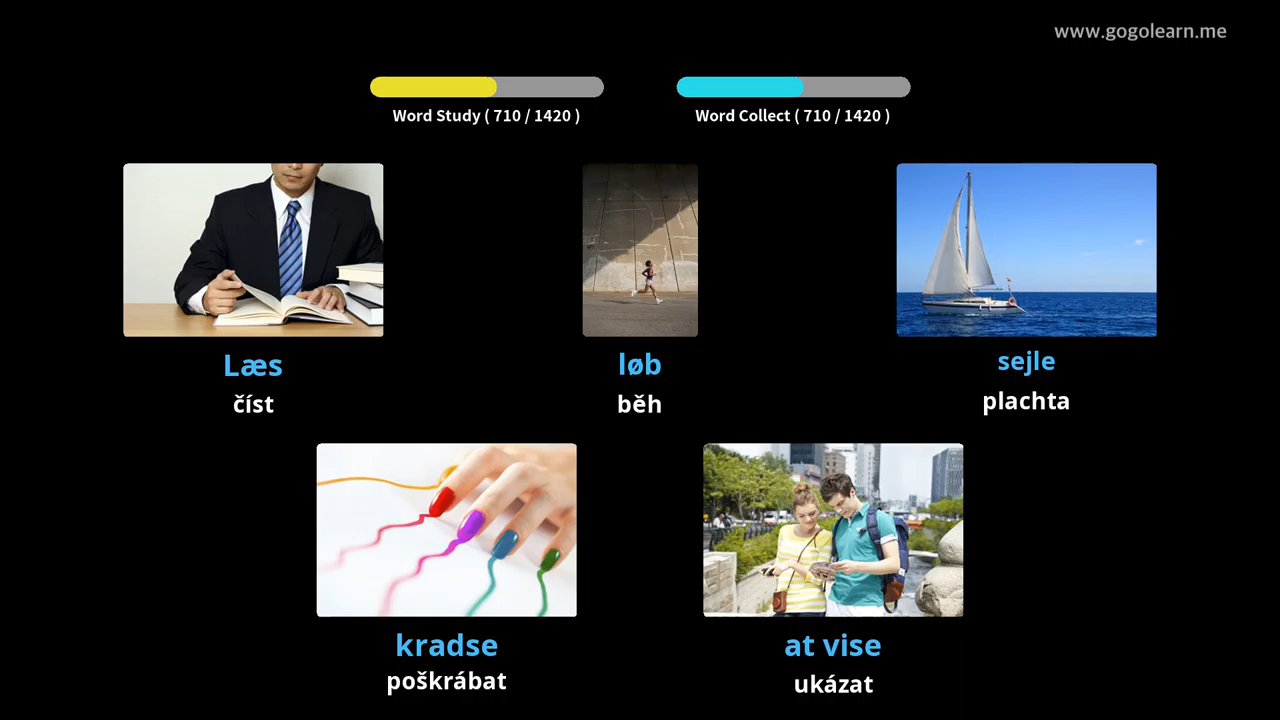 www.gogolearn.me
Word Study ( 710 / 1420 )
Word Collect ( 710 / 1420 )
Læs
løb
sejle
číst
běh
plachta
kradse
at vise
poškrábat
ukázat